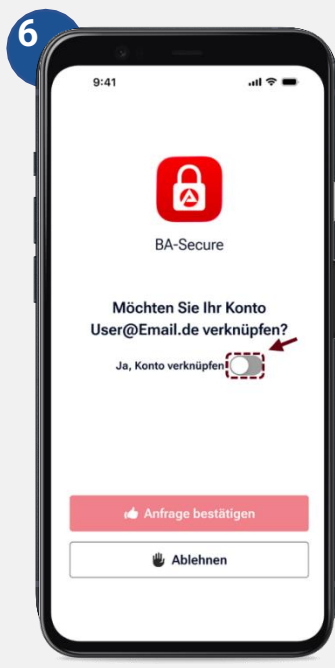 6
9:41
BA-Secure
Möchten Sie Ihr Konto
User@Email.de verknüpfen?
Ja, Konto verknüpfen
Anfrage bestätigen
Ablehnen